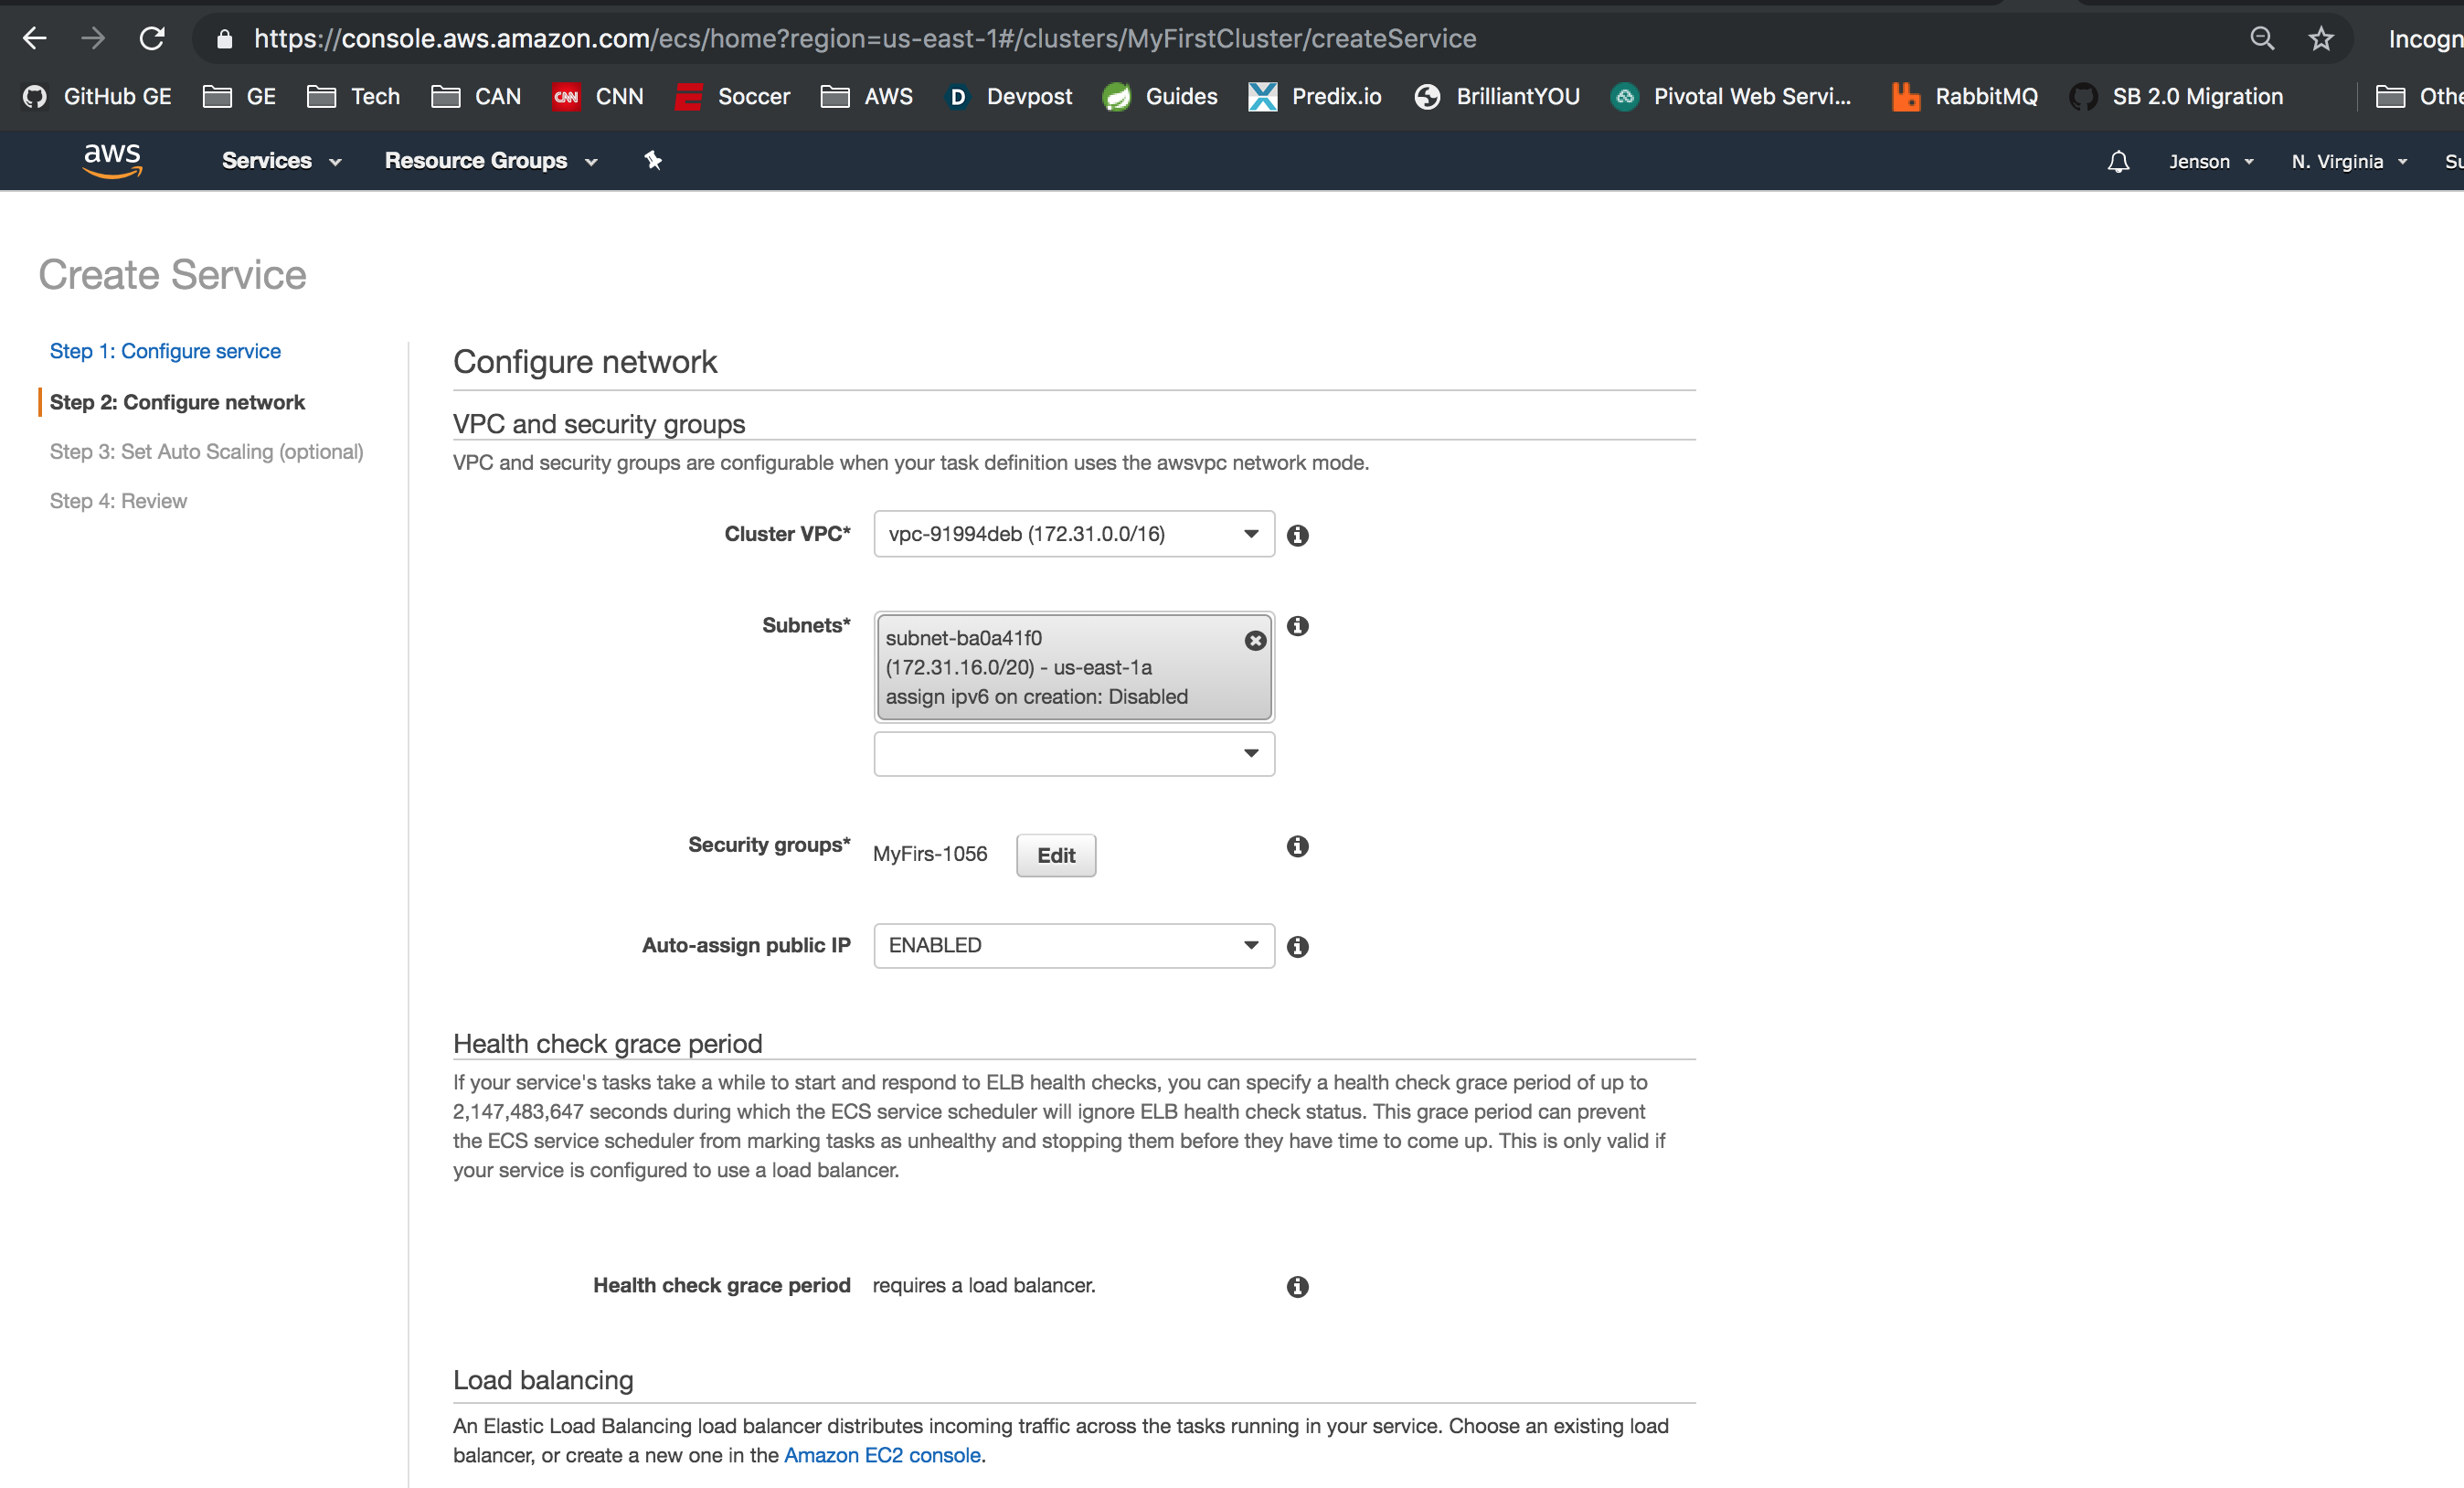 https://console.aws.amazon.com/ecs/home?region=us-east-1#/clusters/MyFirstCluster/createService
Incogn
GitHub GE
GE
Tech
CAN
CNN
CNN
Soccer
AWS
D
Devpost
Guides
Predix.io
BrilliantYOU
Pivotal Web Servi...
RabbitMQ
SB 2.0 Migration
Othe
aws
Services
Resource Groups
Jenson
N. Virginia
Su
Create Service
Step 1: Configure service
Step 2: Configure network
Step 3: Set Auto Scaling (optional)
Step 4: Review
Configure network
VPC and security groups
VPC and security groups are configurable when your task definition uses the awsvpc network mode.
Cluster VPC*
vpc-91994deb (172.31.0.0/16)
Subnets*
subnet-ba0a41f0
(172.31.16.0/20) - us-east-1a
assign ipv6 on creation: Disabled
Security groups*
MyFirs-1056
Edit
Auto-assign public IP
ENABLED
Health check grace period
If your service's tasks take a while to start and respond to ELB health checks, you can specify a health check grace period of up to
2,147,483,647 seconds during which the ECS service scheduler will ignore ELB health check status. This grace period can prevent
the ECS service scheduler from marking tasks as unhealthy and stopping them before they have time to come up. This is only valid if
your service is configured to use a load balancer.
Health check grace period
requires a load balancer.
Load balancing
An Elastic Load Balancing load balancer distributes incoming traffic across the tasks running in your service. Choose an existing load
balancer, or create a new one in the Amazon EC2 console.